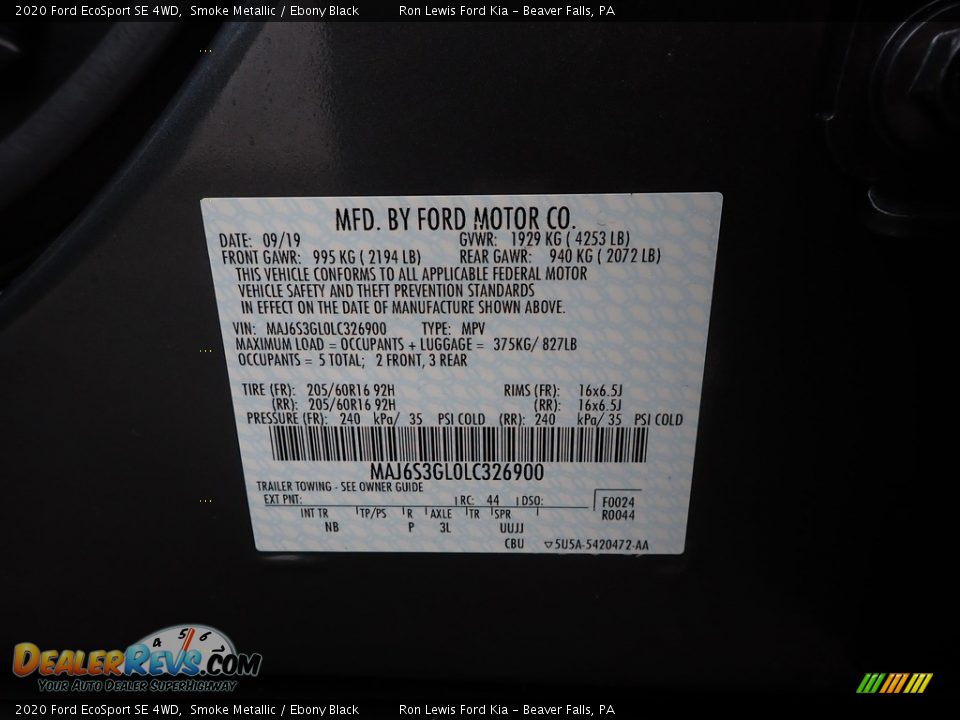 2020 Ford EcoSport SE 4WD, Smoke Metallic / Ebony Black Ron Lewis Ford Kia - Beaver Falls, PA
MFD. BY FORD MOTOR CO.
DATE: 09/19 GVWR: 1929 KG ( 4253 LB)
FRONT GAWR: 995 KG ( 2194 LB) REAR GAWR: 940 KG ( 2072 LB)
THIS VEHICLE CONFORMS TO ALL APPLICABLE FEDERAL MOTOR
VEHICLE SAFETY AND THEFT PREVENTION STANDARDS
IN EFFECT ON THE DATE OF MANUFACTURE SHOWN ABOVE.
VIN: MAJ6S3GL0LC326900 TYPE: MPV
MAXIMUM LOAD = OCCUPANTS + LUGGAGE = 375KG/ 827LB
OCCUPANTS = 5 TOTAL; 2 FRONT, 3 REAR
TIRE (FR): 205/60R16 92H RIMS (FR): 16x6.5J
(RR): 205/60R16 92H (RR): 16x6.5J
PRESSURE (FR): 240 kPa/ 35 PSI COLD (RR): 240 kPa/ 35 PSI COLD
MAJ6S3GL0LC326900
TRAILER TOWING - SEE OWNER GUIDE
EXT PNT: RC: 44 DSO: F0024
INT TR TP/PS R AXLE TR SPR R0044
NB P 3L UUJJ
CBU 5U5A-5420472-AA
4 5 6
DEALERREVS.COM
YOUR AUTO DEALER SUPERHIGHWAY
2020 Ford EcoSport SE 4WD, Smoke Metallic / Ebony Black Ron Lewis Ford Kia - Beaver Falls, PA